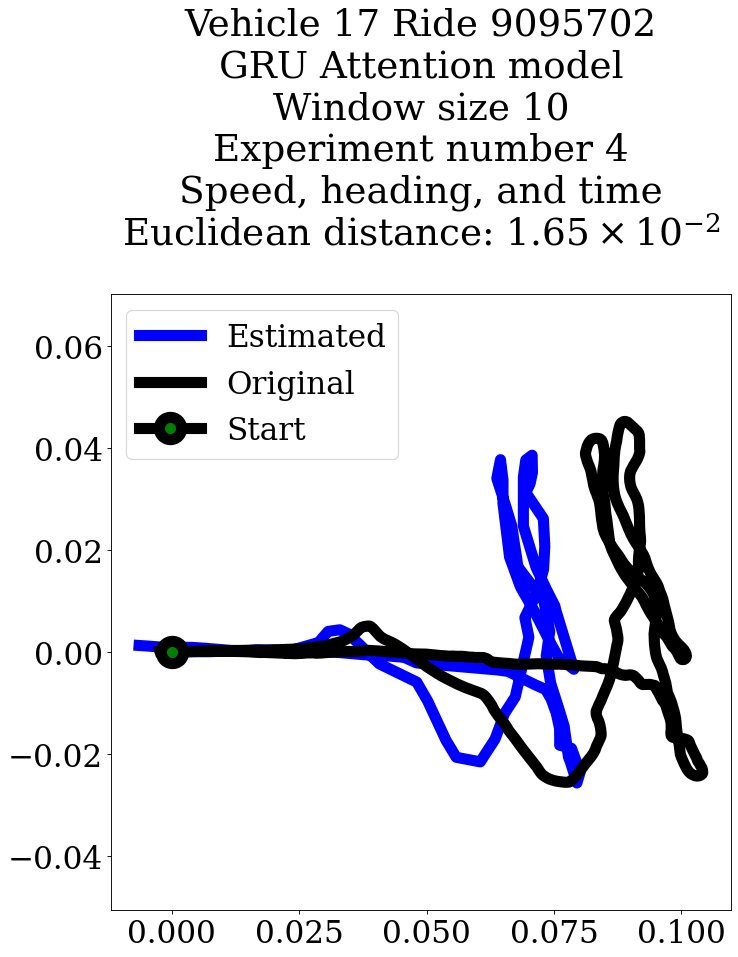 Vehicle 17 Ride 9095702
GRU Attention model
Window size 10
Experiment number 4
Speed, heading, and time
Euclidean distance: 1.65 × 10⁻²
Estimated
Original
Start
0.06
0.04
0.02
0.00
−0.02
−0.04
0.000 0.025 0.050 0.075 0.100